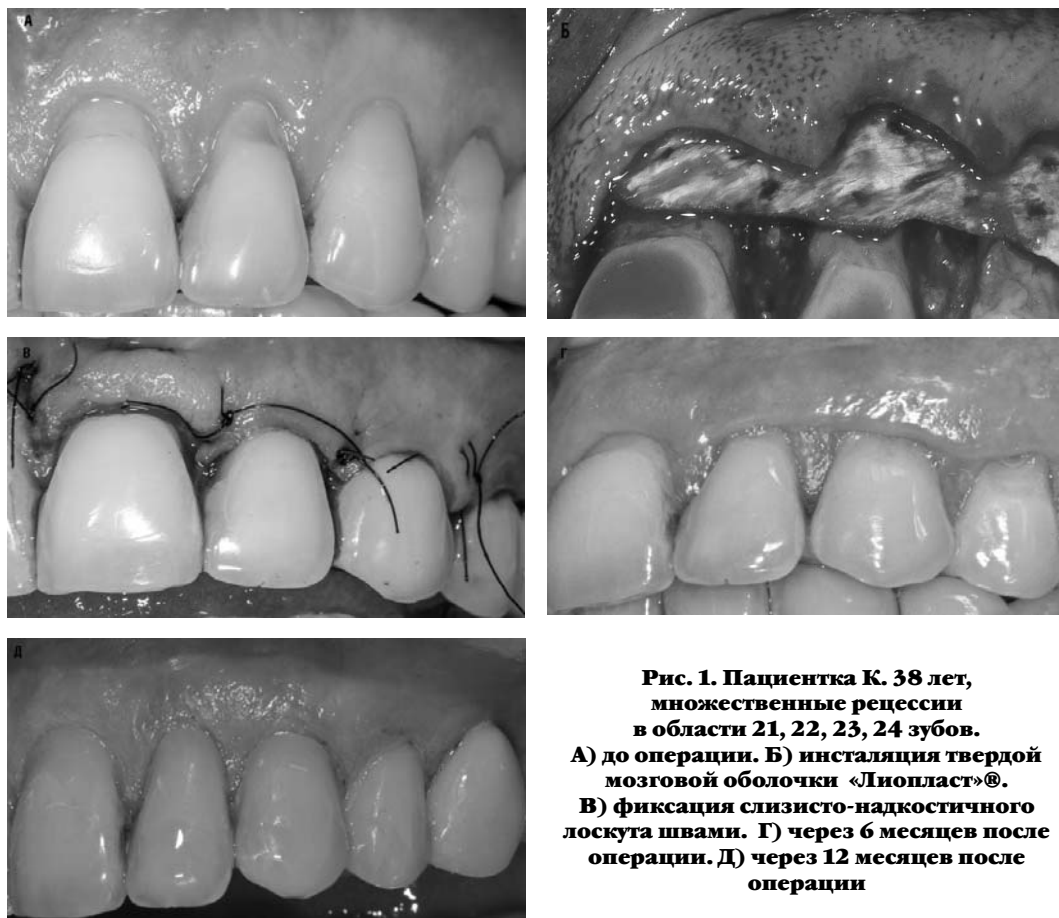 А
Б
В
Г
Д
Рис. 1. Пациентка К. 38 лет,
множественные рецессии
в области 21, 22, 23, 24 зубов.
А) до операции. Б) инсталяция твердой
мозговой оболочки «Лиопласт»®.
В) фиксация слизисто-надкостичного
лоскута швами. Г) через 6 месяцев после
операции. Д) через 12 месяцев после
операции